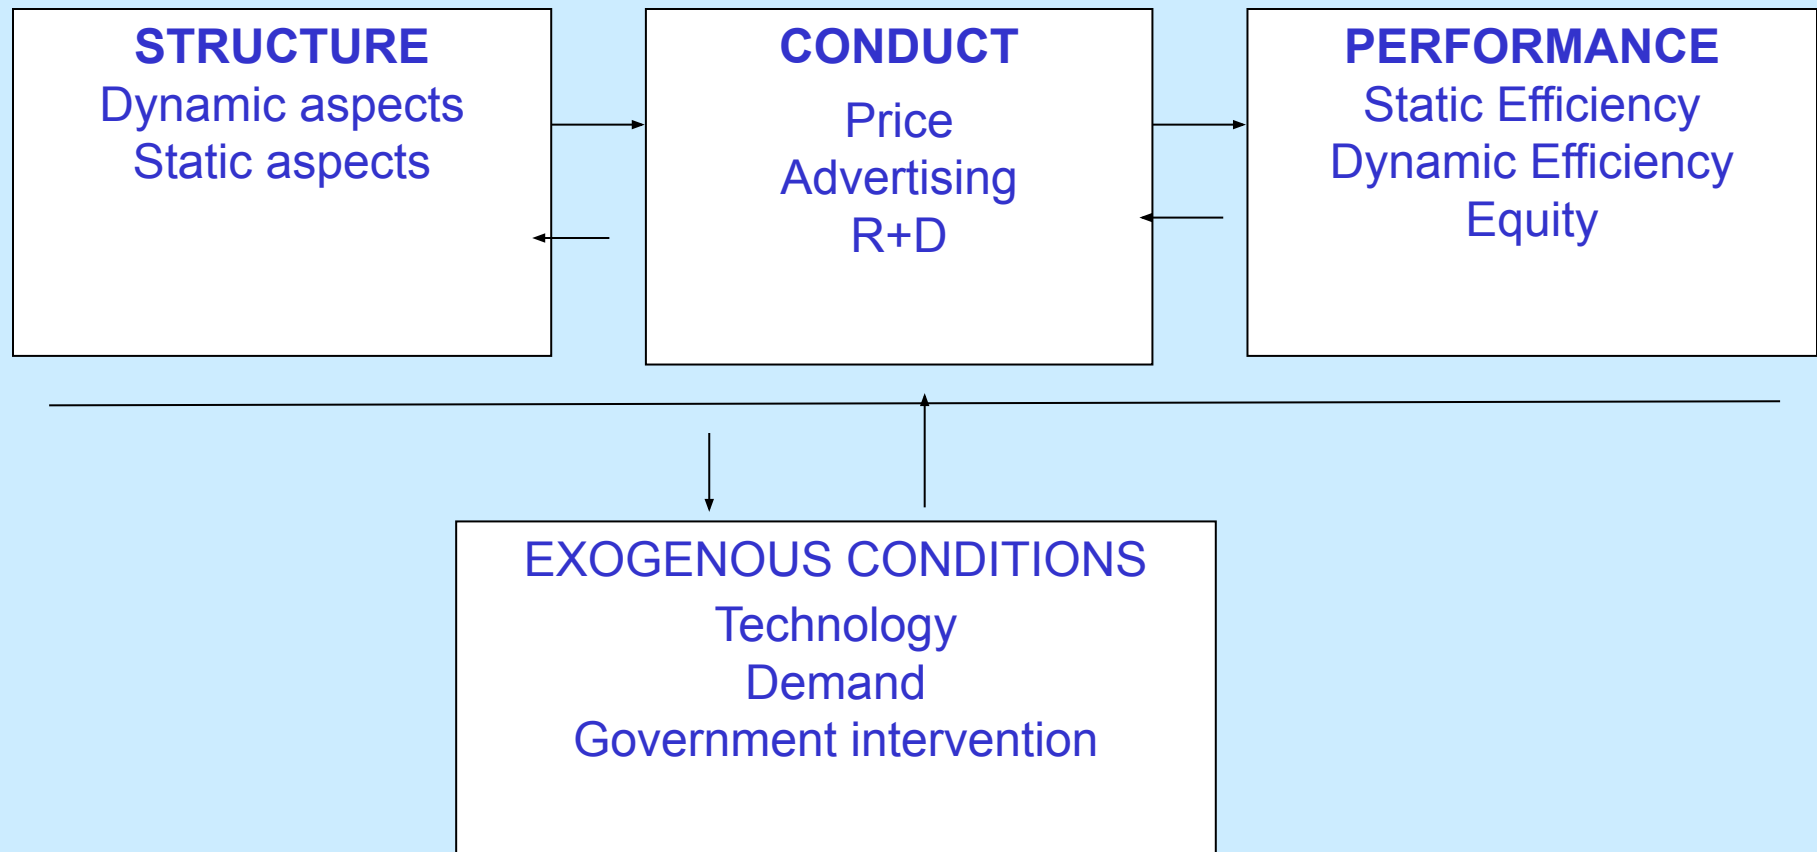 STRUCTURE
Dynamic aspects
Static aspects
CONDUCT
Price
Advertising
R+D
PERFORMANCE
Static Efficiency
Dynamic Efficiency
Equity
EXOGENOUS CONDITIONS
Technology
Demand
Government intervention